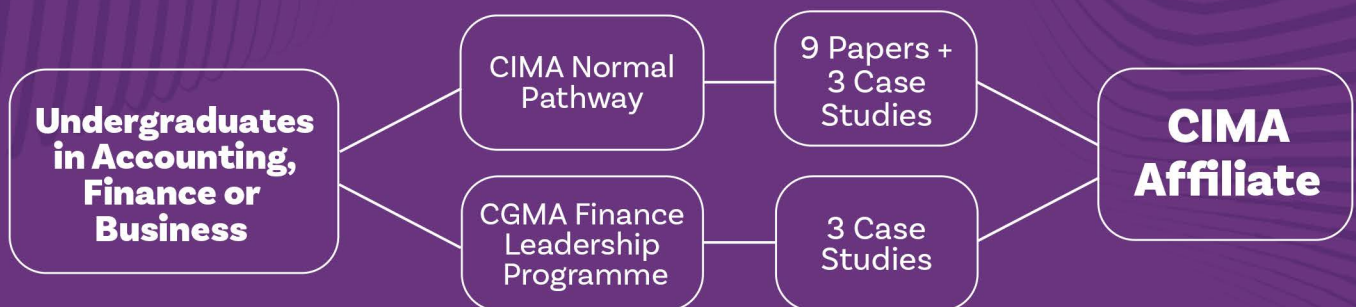 Undergraduates
in Accounting,
Finance or
Business
CIMA Normal
Pathway
9 Papers +
3 Case
Studies
CGMA Finance
Leadership
Programme
3 Case
Studies
CIMA
Affiliate